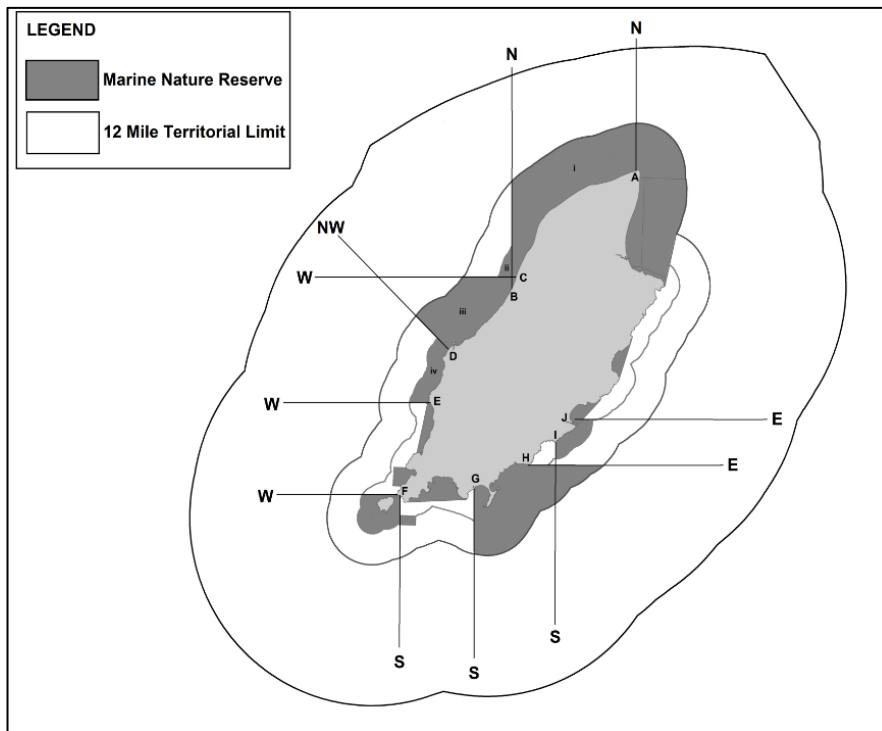 LEGEND
Marine Nature Reserve
12 Mile Territorial Limit
N
N
A
i
NW
W
ii
C
B
iii
D
iv
W
E
J
E
I
H
E
G
W
F
S
S
S